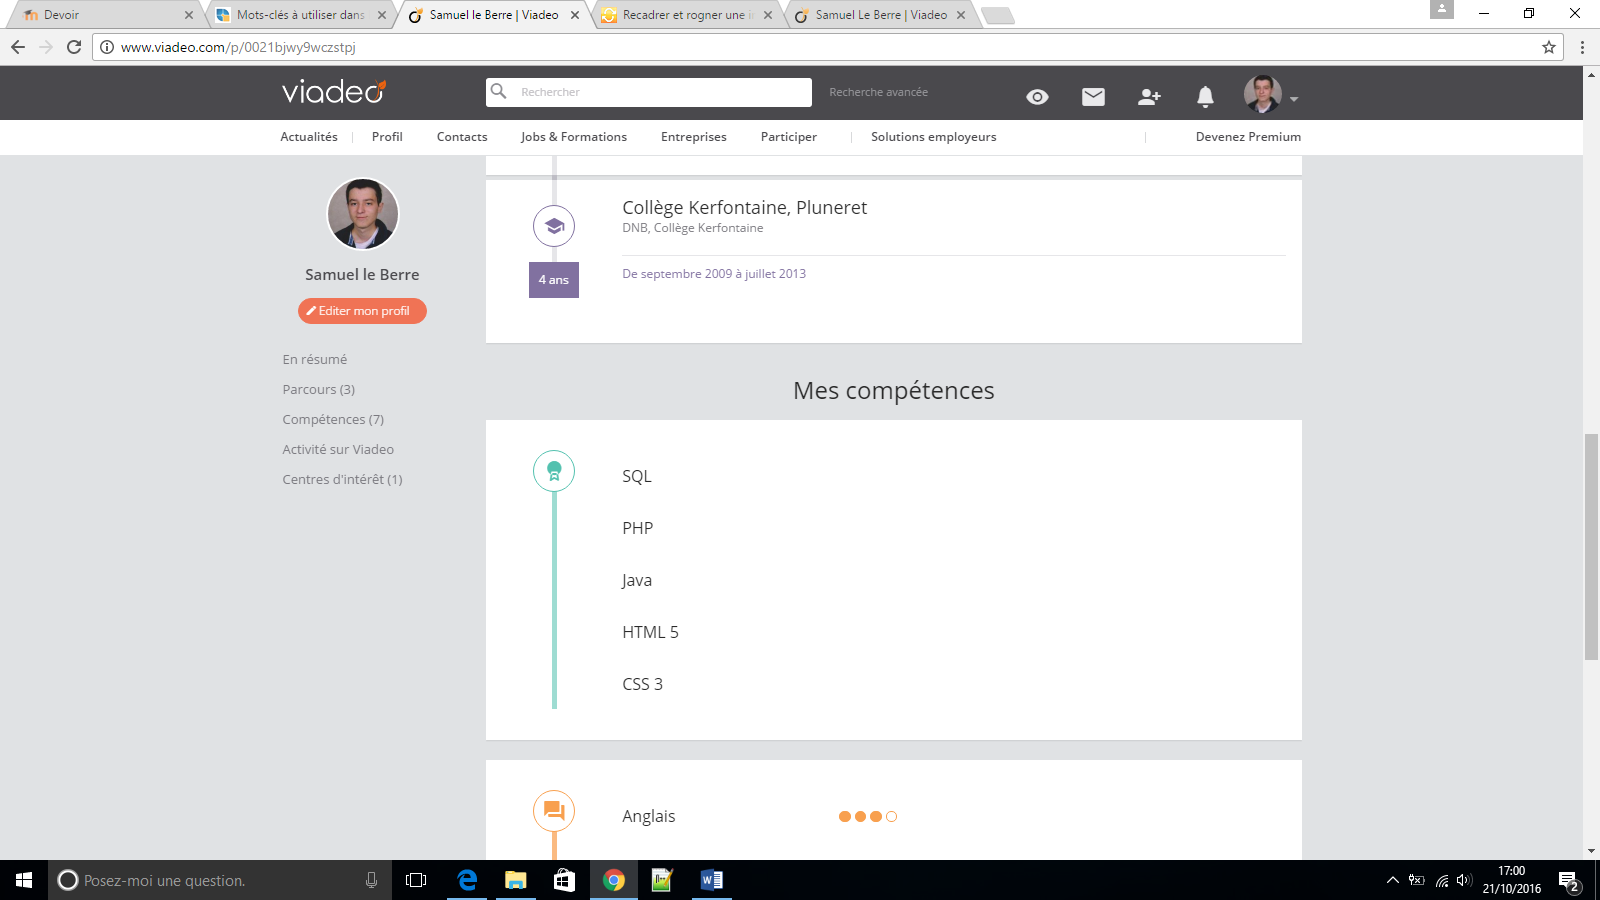 Devoir
Mots-clés à utiliser dans
Samuel le Berre | Viadeo
Recadrer et rogner une i
Samuel Le Berre | Viadeo
www.viadeo.com/p/0021bjwy9wczstpj
viadeo
Rechercher
Recherche avancée
Actualités
Profil
Contacts
Jobs & Formations
Entreprises
Participer
Solutions employeurs
Devenez Premium
Samuel le Berre
Editer mon profil
En résumé
Parcours (3)
Compétences (7)
Activité sur Viadeo
Centres d'intérêt (1)
Collège Kerfontaine, Pluneret
DNB, Collège Kerfontaine
4 ans
De septembre 2009 à juillet 2013
Mes compétences
SQL
PHP
Java
HTML 5
CSS 3
Anglais
Posez-moi une question.
17:00
21/10/2016
2